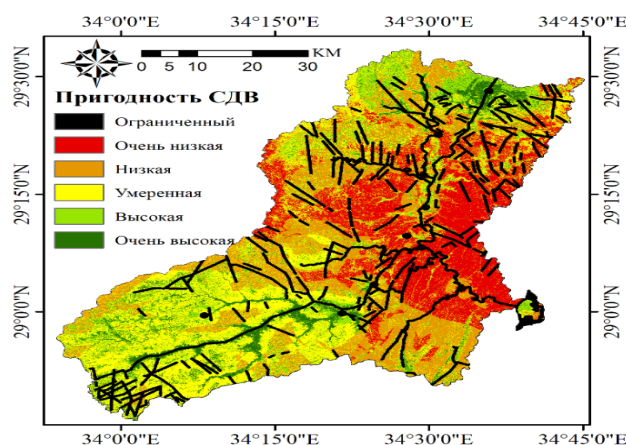 34°0'0"E 34°15'0"E 34°30'0"E 34°45'0"E
29°30'0"N
29°15'0"N
29°0'0"N
0 5 10 20 30 KM
Пригодность СДВ
Ограниченный
Очень низкая
Низкая
Умеренная
Высокая
Очень высокая
29°30'0"N
29°15'0"N
29°0'0"N
34°0'0"E 34°15'0"E 34°30'0"E 34°45'0"E